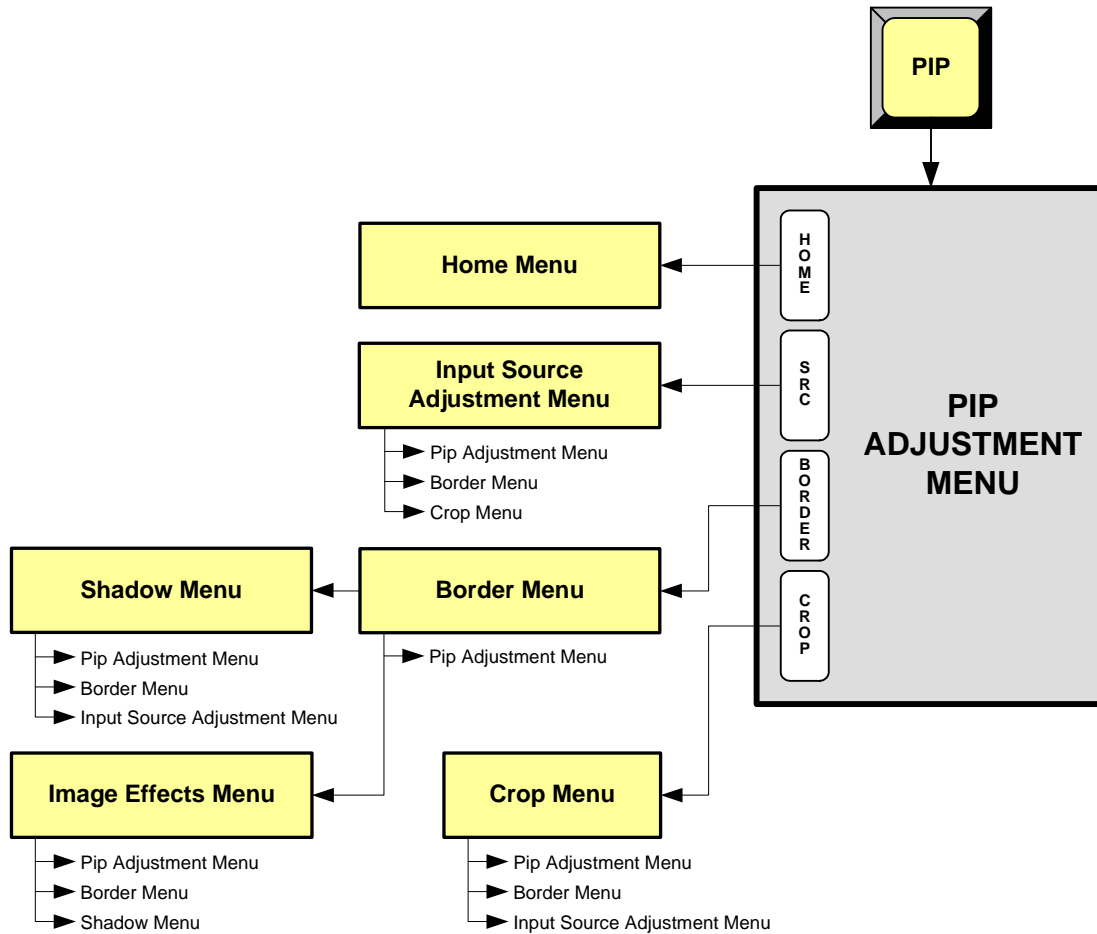 PIP
HOME
SRC
BORDER
CROP
PIP
ADJUSTMENT
MENU
Home Menu
Input Source
Adjustment Menu
Pip Adjustment Menu
Border Menu
Crop Menu
Shadow Menu
Pip Adjustment Menu
Border Menu
Input Source Adjustment Menu
Border Menu
Pip Adjustment Menu
Image Effects Menu
Pip Adjustment Menu
Border Menu
Shadow Menu
Crop Menu
Pip Adjustment Menu
Border Menu
Input Source Adjustment Menu